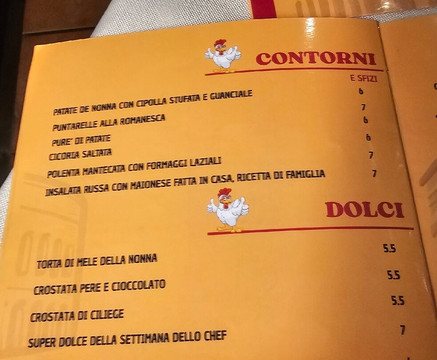 CONTORNI
E SFIZI
PATATE DE NONNA CON CIPOLLA STUFATA E GUANCIALE 6
PUNTARELLE ALLA ROMANESCA 7
PURE' DI PATATE 6
CICORIA SALTATA 6
POLENTA MANTECATA CON FORMAGGI LAZIALI 7
INSALATA RUSSA CON MAIONESE FATTA IN CASA, RICETTA DI FAMIGLIA 7
DOLCI
TORTA DI MELE DELLA NONNA 5.5
CROSTATA PERE E CIOCCOLATO 5.5
CROSTATA DI CILIEGE 5.5
SUPER DOLCE DELLA SETTIMANA DELLO CHEF 7